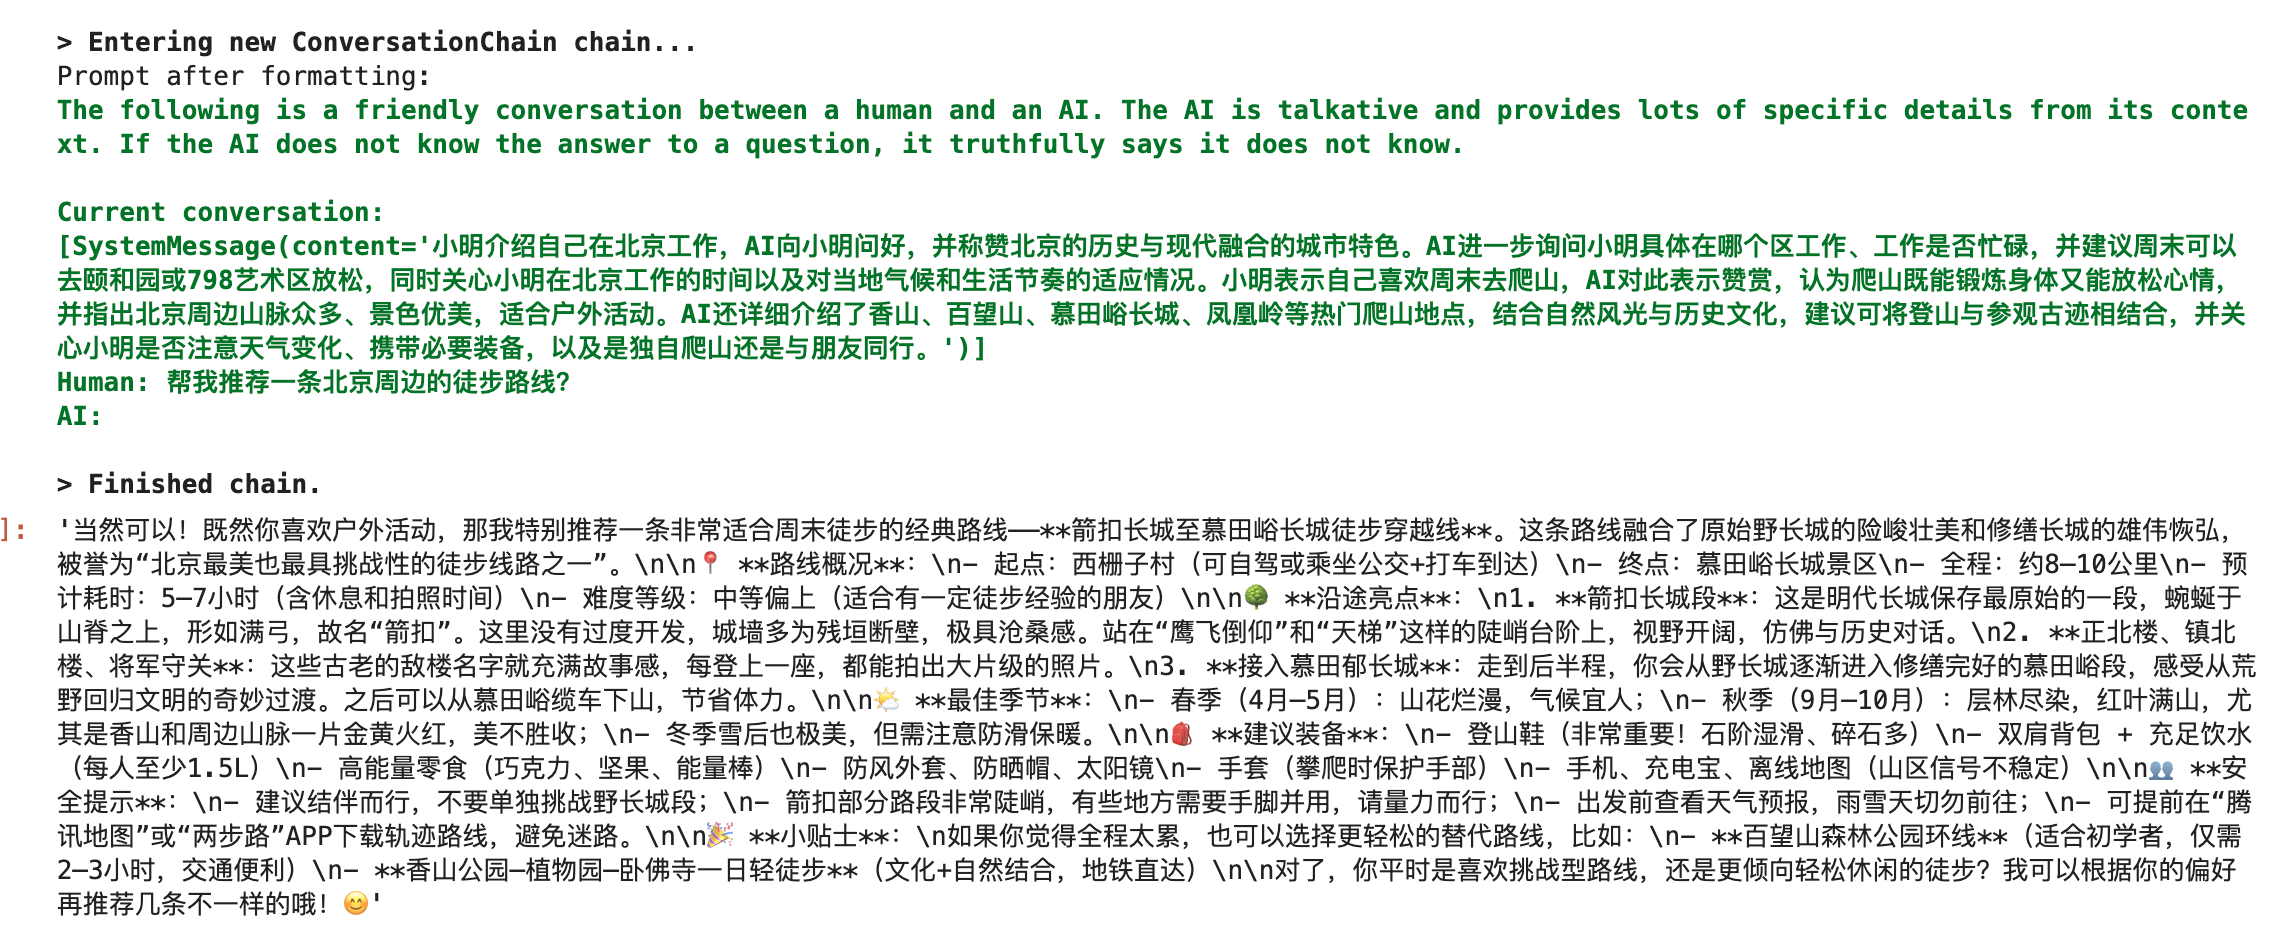 > Entering new ConversationChain chain...
Prompt after formatting:
The following is a friendly conversation between a human and an AI. The AI is talkative and provides lots of specific details from its conte
xt. If the AI does not know the answer to a question, it truthfully says it does not know.
Current conversation:
[SystemMessage(content='小明介绍自己在北京工作，AI向小明问好，并称赞北京的历史与现代融合的城市特色。AI进一步询问小明具体在哪个区工作、工作是否忙碌，并建议周末可以
去颐和园或798艺术区放松，同时关心小明在北京工作的时间以及对当地气候和生活节奏的适应情况。小明表示自己喜欢周末去爬山，AI对此表示赞赏，认为爬山既能锻炼身体又能放松心情，
并指出北京周边山脉众多、景色优美，适合户外活动。AI还详细介绍了香山、百望山、慕田峪长城、凤凰岭等热门爬山地点，结合自然风光与历史文化，建议可将登山与参观古迹相结合，并关
心小明是否注意天气变化、携带必要装备，以及是独自爬山还是与朋友同行。')]
Human: 帮我推荐一条北京周边的徒步路线？
AI:
> Finished chain.
]: '当然可以！既然你喜欢户外活动，那我特别推荐一条非常适合周末徒步的经典路线——**箭扣长城至慕田峪长城徒步穿越线**。这条路线融合了原始野长城的险峻壮美和修缮长城的雄伟恢弘，
被誉为“北京最美也最具挑战性的徒步线路之一”。\n\n📍 **路线概况**：\n- 起点：西栅子村（可自驾或乘坐公交+打车到达）\n- 终点：慕田峪长城景区\n- 全程：约8–10公里\n- 预
计耗时：5–7小时（含休息和拍照时间）\n- 难度等级：中等偏上（适合有一定徒步经验的朋友）\n\n🌳 **沿途亮点**：\n1. **箭扣长城段**：这是明代长城保存最原始的一段，蜿蜒于
山脊之上，形如满弓，故名“箭扣”。这里没有过度开发，城墙多为残垣断壁，极具沧桑感。站在“鹰飞倒仰”和“天梯”这样的陡峭台阶上，视野开阔，仿佛与历史对话。\n2. **正北楼、镇北
楼、将军守关**：这些古老的敌楼名字就充满故事感，每登上一座，都能拍出大片级的照片。\n3. **接入慕田郁长城**：走到后半程，你会从野长城逐渐进入修缮完好的慕田峪段，感受从荒
野回归文明的奇妙过渡。之后可以从慕田峪缆车下山，节省体力。\n\n🌤️ **最佳季节**：\n- 春季（4月–5月）：山花烂漫，气候宜人；\n- 秋季（9月–10月）：层林尽染，红叶满山，尤
其是香山和周边山脉一片金黄火红，美不胜收；\n- 冬季雪后也极美，但需注意防滑保暖。\n\n🎒 **建议装备**：\n- 登山鞋（非常重要！石阶湿滑、碎石多）\n- 双肩背包 + 充足饮水
（每人至少1.5L）\n- 高能量零食（巧克力、坚果、能量棒）\n- 防风外套、防晒帽、太阳镜\n- 手套（攀爬时保护手部）\n- 手机、充电宝、离线地图（山区信号不稳定）\n\n👥 **安
全提示**：\n- 建议结伴而行，不要单独挑战野长城段；\n- 箭扣部分路段非常陡峭，有些地方需要手脚并用，请量力而行；\n- 出发前查看天气预报，雨雪天切勿前往；\n- 可提前在“腾
讯地图”或“两步路”APP下载轨迹路线，避免迷路。\n\n🎉 **小贴士**：\n如果你觉得全程太累，也可以选择更轻松的替代路线，比如：\n- **百望山森林公园环线**（适合初学者，仅需
2–3小时，交通便利）\n- **香山公园—植物园—卧佛寺一日轻徒步**（文化+自然结合，地铁直达）\n\n对了，你平时是喜欢挑战型路线，还是更倾向轻松休闲的徒步？我可以根据你的偏好
再推荐几条不一样的哦！😊'